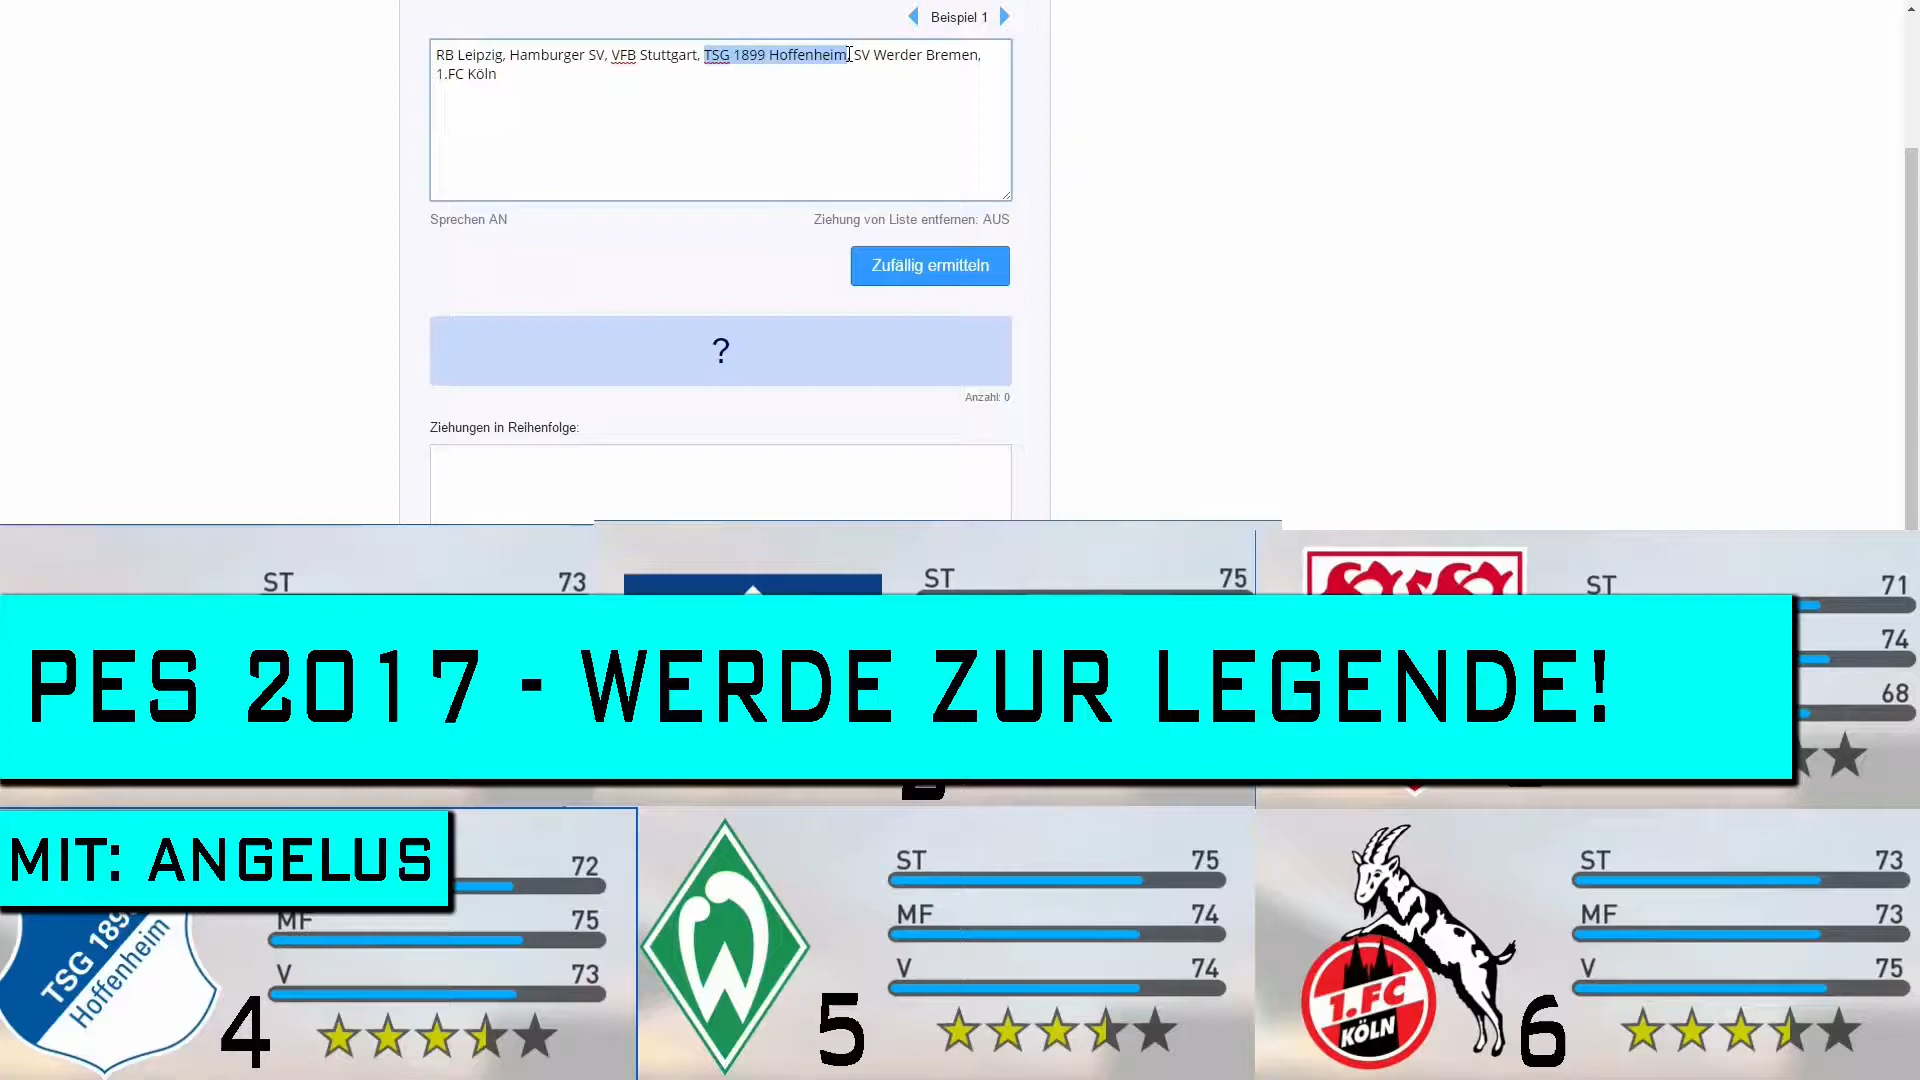 Beispiel 1
RB Leipzig, Hamburger SV, VFB Stuttgart, TSG 1899 Hoffenheim, SV Werder Bremen,
1.FC Köln
Sprechen AN
Ziehung von Liste entfernen: AUS
Zufällig ermitteln
?
Anzahl: 0
Ziehungen in Reihenfolge:
ST 73
ST 75
ST 71
74
68
PES 2017 - WERDE ZUR LEGENDE!
MIT: ANGELUS
72
MF 75
V 73
TSG 1899
Hoffenheim
4
ST 75
MF 74
V 74
W
5
ST 73
MF 73
V 75
1.FC
KÖLN
6